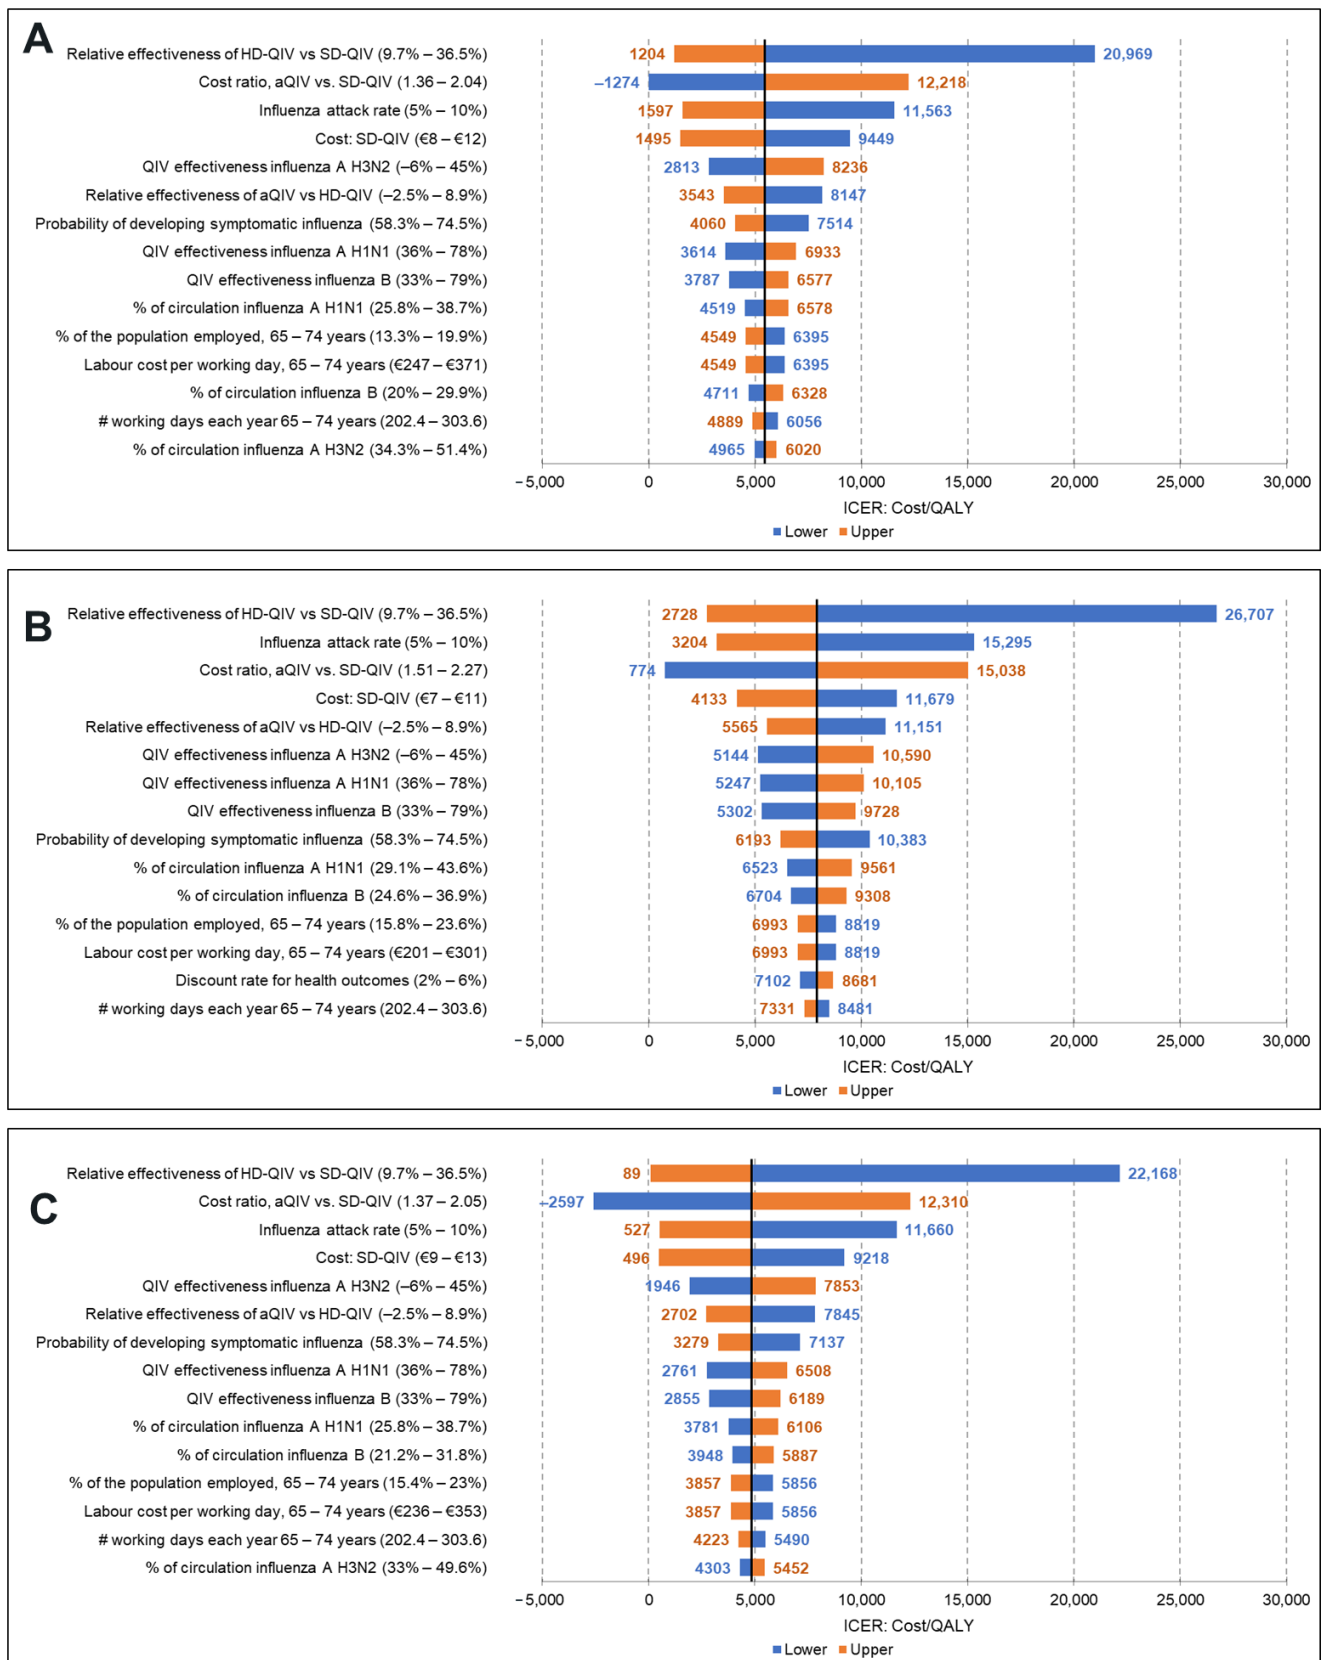 A
Relative effectiveness of HD-QIV vs SD-QIV (9.7% – 36.5%) 1204 20,969
Cost ratio, aQIV vs. SD-QIV (1.36 – 2.04) –1274 12,218
Influenza attack rate (5% – 10%) 1597 11,563
Cost: SD-QIV (€8 – €12) 1495 9449
QIV effectiveness influenza A H3N2 (–6% – 45%) 2813 8236
Relative effectiveness of aQIV vs HD-QIV (–2.5% – 8.9%) 3543 8147
Probability of developing symptomatic influenza (58.3% – 74.5%) 4060 7514
QIV effectiveness influenza A H1N1 (36% – 78%) 3614 6933
QIV effectiveness influenza B (33% – 79%) 3787 6577
% of circulation influenza A H1N1 (25.8% – 38.7%) 4519 6578
% of the population employed, 65 – 74 years (13.3% – 19.9%) 4549 6395
Labour cost per working day, 65 – 74 years (€247 – €371) 4549 6395
% of circulation influenza B (20% – 29.9%) 4711 6328
# working days each year 65 – 74 years (202.4 – 303.6) 4889 6056
% of circulation influenza A H3N2 (34.3% – 51.4%) 4965 6020
–5,000 0 5,000 10,000 15,000 20,000 25,000 30,000
ICER: Cost/QALY
Lower Upper
B
Relative effectiveness of HD-QIV vs SD-QIV (9.7% – 36.5%) 2728 26,707
Influenza attack rate (5% – 10%) 3204 15,295
Cost ratio, aQIV vs. SD-QIV (1.51 – 2.27) 774 15,038
Cost: SD-QIV (€7 – €11) 4133 11,679
Relative effectiveness of aQIV vs HD-QIV (–2.5% – 8.9%) 5565 11,151
QIV effectiveness influenza A H3N2 (–6% – 45%) 5144 10,590
QIV effectiveness influenza A H1N1 (36% – 78%) 5247 10,105
QIV effectiveness influenza B (33% – 79%) 5302 9728
Probability of developing symptomatic influenza (58.3% – 74.5%) 6193 10,383
% of circulation influenza A H1N1 (29.1% – 43.6%) 6523 9561
% of circulation influenza B (24.6% – 36.9%) 6704 9308
% of the population employed, 65 – 74 years (15.8% – 23.6%) 6993 8819
Labour cost per working day, 65 – 74 years (€201 – €301) 6993 8819
Discount rate for health outcomes (2% – 6%) 7102 8681
# working days each year 65 – 74 years (202.4 – 303.6) 7331 8481
–5,000 0 5,000 10,000 15,000 20,000 25,000 30,000
ICER: Cost/QALY
Lower Upper
C
Relative effectiveness of HD-QIV vs SD-QIV (9.7% – 36.5%) 89 22,168
Cost ratio, aQIV vs. SD-QIV (1.37 – 2.05) –2597 12,310
Influenza attack rate (5% – 10%) 527 11,660
Cost: SD-QIV (€9 – €13) 496 9218
QIV effectiveness influenza A H3N2 (–6% – 45%) 1946 7853
Relative effectiveness of aQIV vs HD-QIV (–2.5% – 8.9%) 2702 7845
Probability of developing symptomatic influenza (58.3% – 74.5%) 3279 7137
QIV effectiveness influenza A H1N1 (36% – 78%) 2761 6508
QIV effectiveness influenza B (33% – 79%) 2855 6189
% of circulation influenza A H1N1 (25.8% – 38.7%) 3781 6106
% of circulation influenza B (21.2% – 31.8%) 3948 5887
% of the population employed, 65 – 74 years (15.4% – 23%) 3857 5856
Labour cost per working day, 65 – 74 years (€236 – €353) 3857 5856
# working days each year 65 – 74 years (202.4 – 303.6) 4223 5490
% of circulation influenza A H3N2 (33% – 49.6%) 4303 5452
–5,000 0 5,000 10,000 15,000 20,000 25,000 30,000
ICER: Cost/QALY
Lower Upper